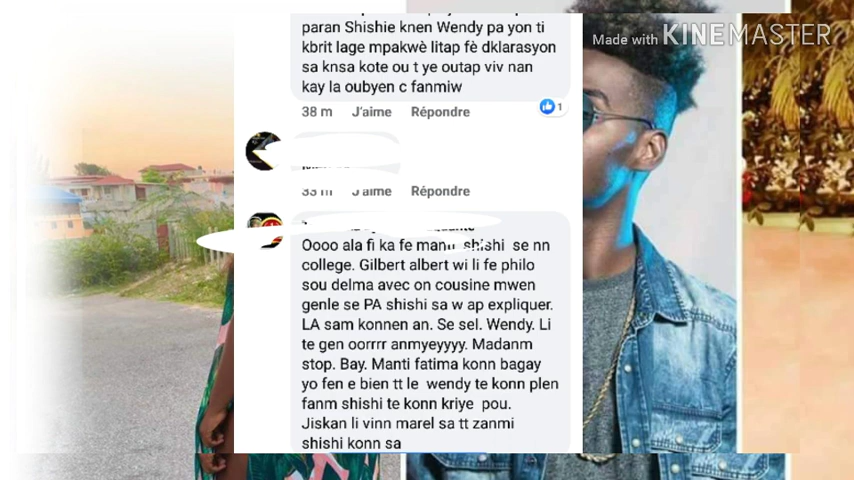 Made with KINEMASTER
paran Shishie knen Wendy pa yon ti
kbrit lage mpakwè litap fè dklarasyon
sa knsa kote ou t ye outap viv nan
kay la oubyen c fanmiw
38 m J'aime Répondre
1
33 m J'aime Répondre
Oooo ala fi ka fe manti shishi se nn
college. Gilbert albert wi li fe philo
sou delma avec on cousine mwen
genle se PA shishi sa w ap expliquer.
LA sam konnen an. Se sel. Wendy. Li
te gen oorrrr anmyeyyyy. Madanm
stop. Bay. Manti fatima konn bagay
yo fen e bien tt le wendy te konn plen
fanm shishi te konn kriye pou.
Jiskan li vinn marel sa tt zanmi
shishi konn sa